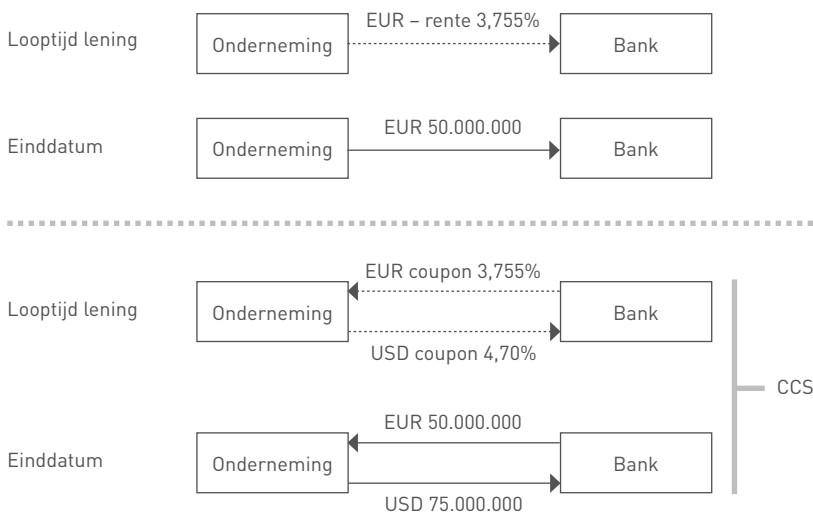 EUR – rente 3,755%
Looptijd lening
Onderneming
Bank
EUR 50.000.000
Einddatum
Onderneming
Bank
EUR coupon 3,755%
Looptijd lening
Onderneming
Bank
USD coupon 4,70%
CCS
EUR 50.000.000
Einddatum
Onderneming
Bank
USD 75.000.000